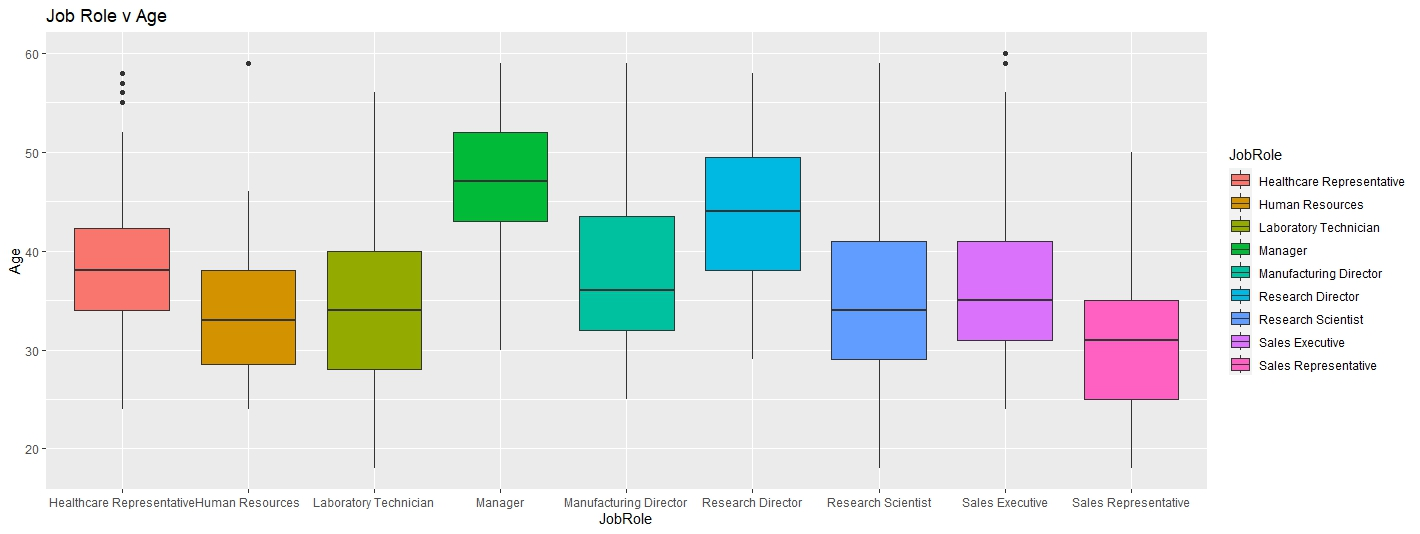 Job Role v Age
60
50
40
30
20
Age
Healthcare Representative
Human Resources
Laboratory Technician
Manager
Manufacturing Director
Research Director
Research Scientist
Sales Executive
Sales Representative
JobRole
JobRole
Healthcare Representative
Human Resources
Laboratory Technician
Manager
Manufacturing Director
Research Director
Research Scientist
Sales Executive
Sales Representative